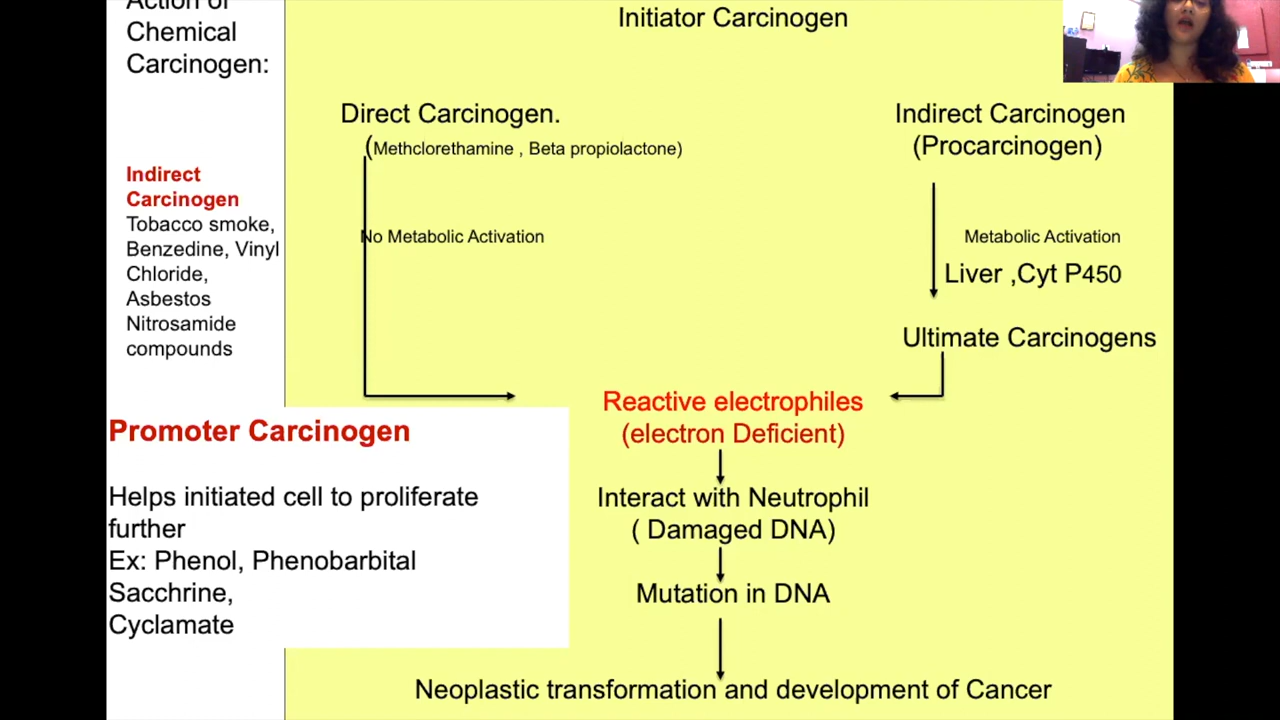 Action of
Chemical
Carcinogen:
Indirect
Carcinogen
Tobacco smoke,
Benzedine, Vinyl
Chloride,
Asbestos
Nitrosamide
compounds
Promoter Carcinogen
Helps initiated cell to proliferate
further
Ex: Phenol, Phenobarbital
Sacchrine,
Cyclamate
Initiator Carcinogen
Direct Carcinogen.
(Methclorethamine , Beta propiolactone)
No Metabolic Activation
Indirect Carcinogen
(Procarcinogen)
Metabolic Activation
Liver ,Cyt P450
Ultimate Carcinogens
Reactive electrophiles
(electron Deficient)
Interact with Neutrophil
( Damaged DNA)
Mutation in DNA
Neoplastic transformation and development of Cancer